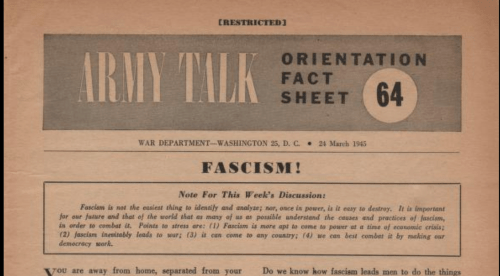 [RESTRICTED]
ARMY TALK
ORIENTATION
FACT
SHEET
64
WAR DEPARTMENT—WASHINGTON 25, D. C. • 24 March 1945
FASCISM!
Note For This Week's Discussion:
Fascism is not the easiest thing to identify and analyze; nor, once in power, is it easy to destroy. It is important
for our future and that of the world that as many of us as possible understand the causes and practices of fascism,
in order to combat it. Points to stress are: (1) Fascism is more apt to come to power at a time of economic crisis;
(2) fascism inevitably leads to war; (3) it can come to any country; (4) we can best combat it by making our
democracy work.
YOU are away from home, separated from your
Do we know how fascism leads men to do the things